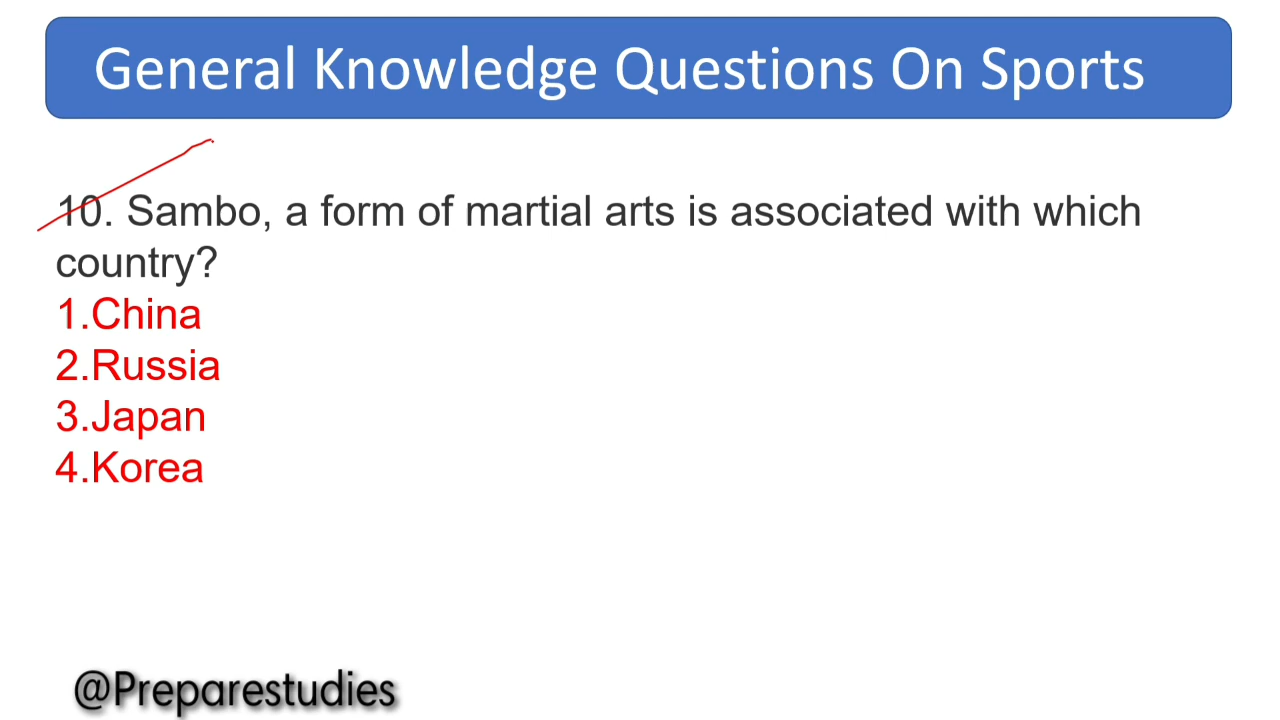 General Knowledge Questions On Sports
10. Sambo, a form of martial arts is associated with which
country?
1.China
2.Russia
3.Japan
4.Korea
@Preparestudies